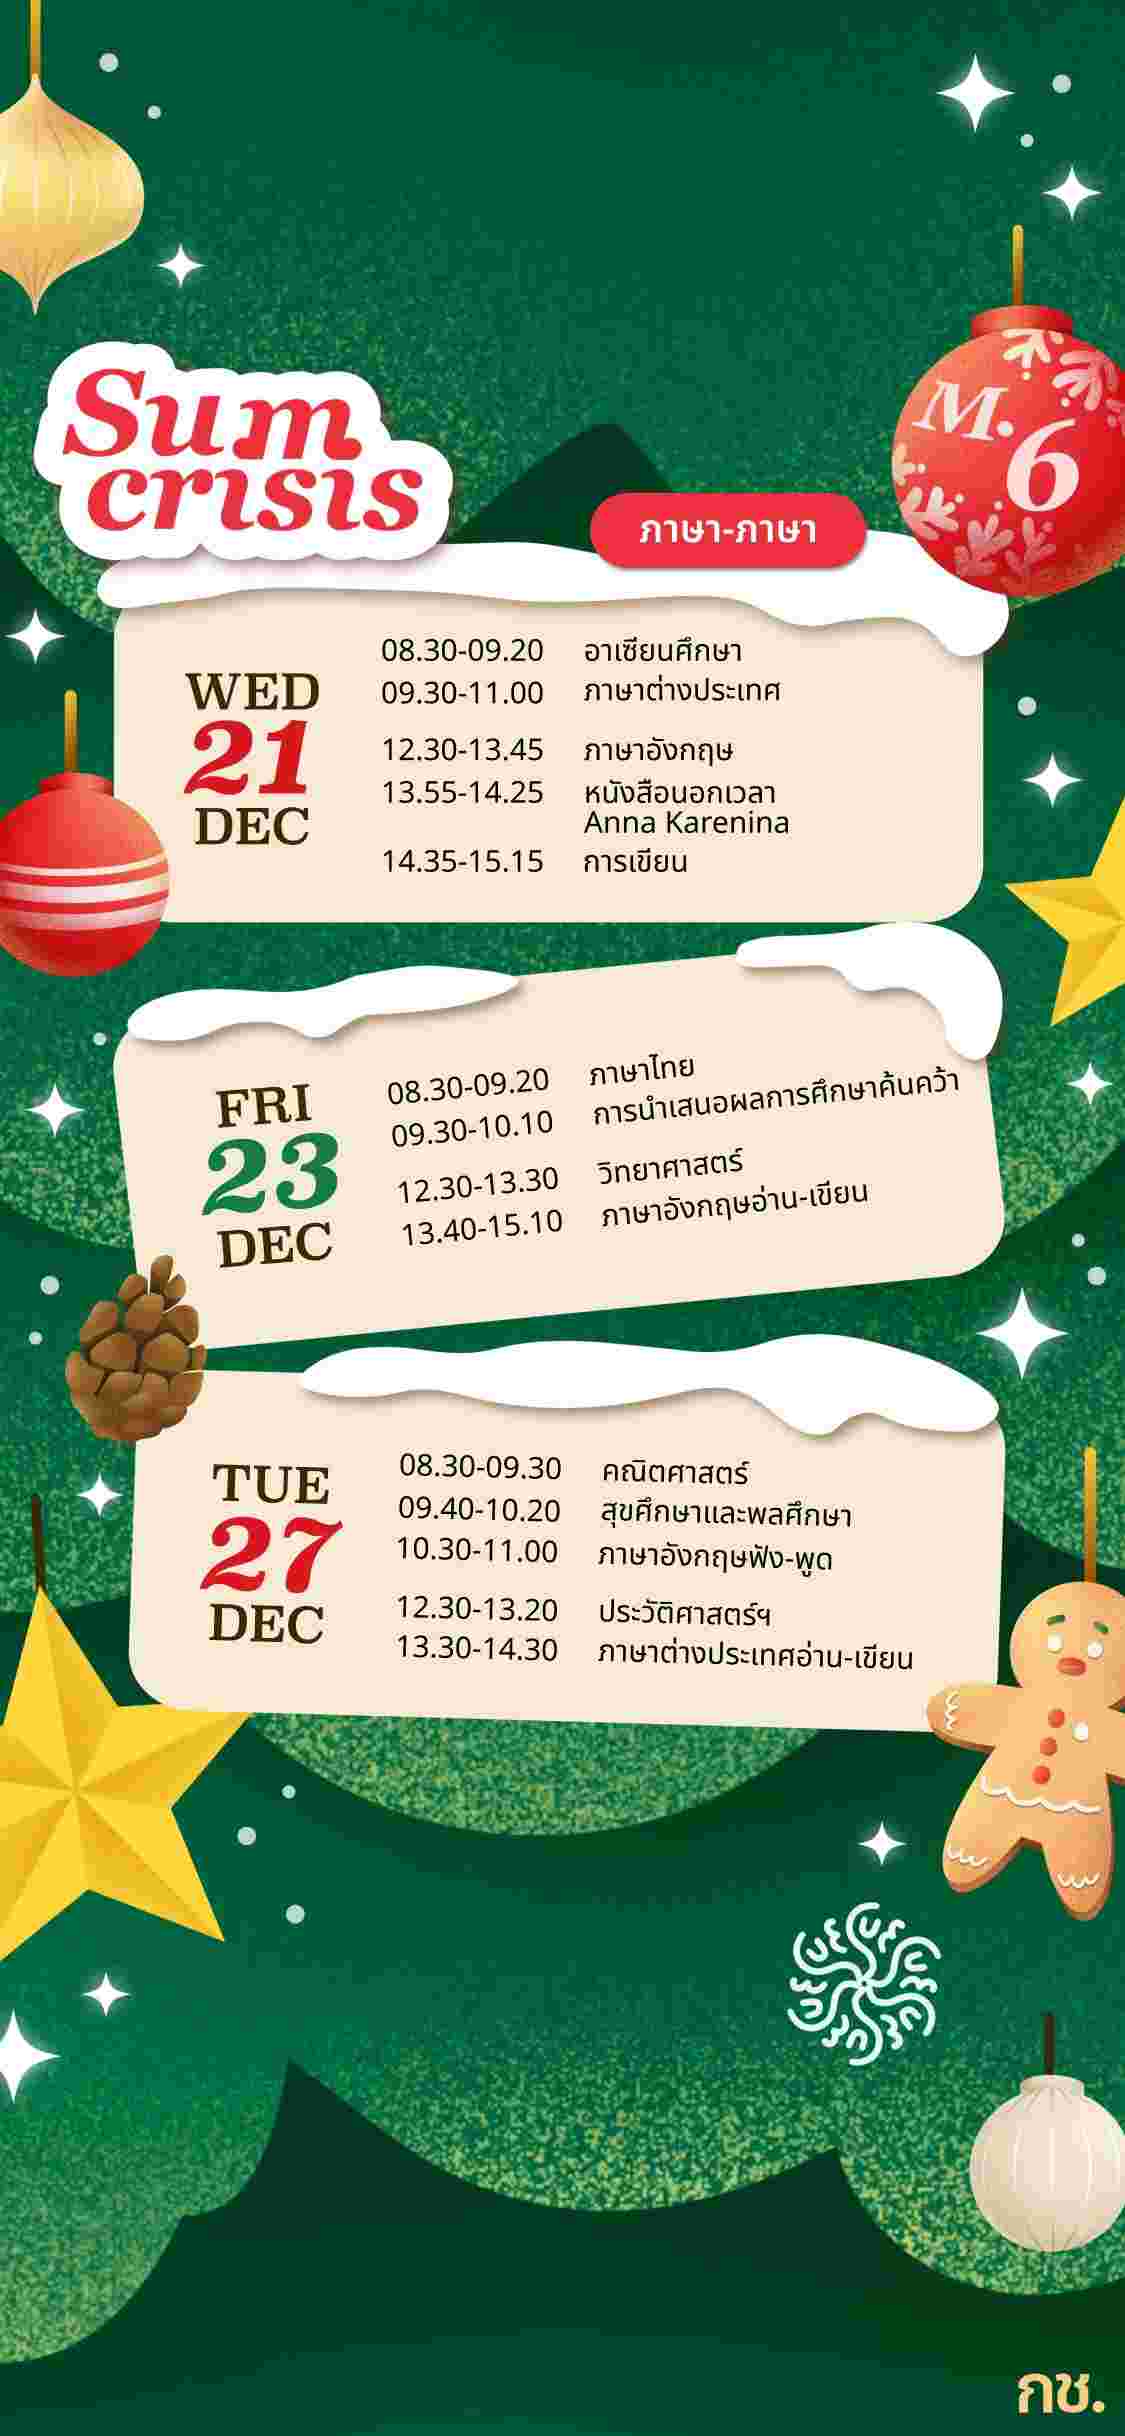 Sum
crisis
M.6
ภาษา-ภาษา
WED
21
DEC
08.30-09.20 อาเซียนศึกษา
09.30-11.00 ภาษาต่างประเทศ
12.30-13.45 ภาษาอังกฤษ
13.55-14.25 หนังสือนอกเวลา
Anna Karenina
14.35-15.15 การเขียน
FRI
23
DEC
08.30-09.20 ภาษาไทย
09.30-10.10 การนำเสนอผลการศึกษาค้นคว้า
12.30-13.30 วิทยาศาสตร์
13.40-15.10 ภาษาอังกฤษอ่าน-เขียน
TUE
27
DEC
08.30-09.30 คณิตศาสตร์
09.40-10.20 สุขศึกษาและพลศึกษา
10.30-11.00 ภาษาอังกฤษฟัง-พูด
12.30-13.20 ประวัติศาสตร์ฯ
13.30-14.30 ภาษาต่างประเทศอ่าน-เขียน
กช.